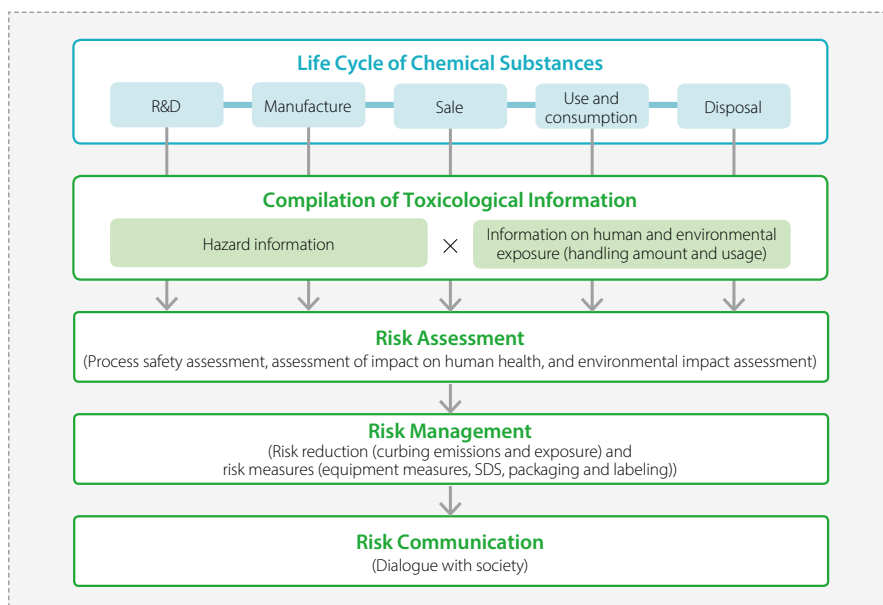 Life Cycle of Chemical Substances
R&D
Manufacture
Sale
Use and
consumption
Disposal
Compilation of Toxicological Information
Hazard information
×
Information on human and environmental
exposure (handling amount and usage)
Risk Assessment
(Process safety assessment, assessment of impact on human health, and environmental impact assessment)
Risk Management
(Risk reduction (curbing emissions and exposure) and
risk measures (equipment measures, SDS, packaging and labeling))
Risk Communication
(Dialogue with society)